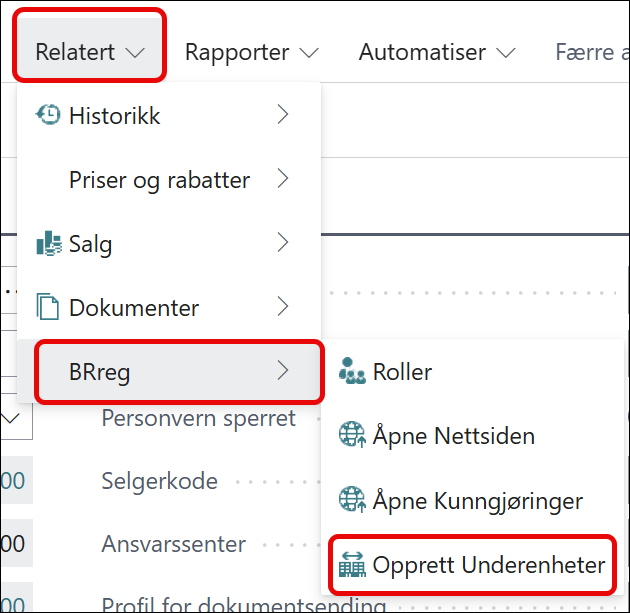 Relatert Rapporter Automatiser Færre a
Historikk
Priser og rabatter
Salg
Dokumenter
BRreg Roller
Personvern sperret Åpne Nettsiden
00 Selgerkode Åpne Kunngjøringer
00 Ansvarssenter Opprett Underenheter
00 Profil for dokumentsending